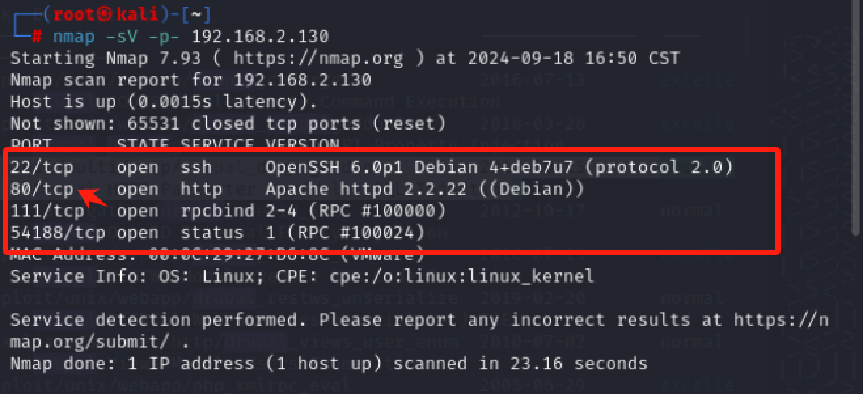 ┌──(root㉿kali)-[~]
└─# nmap -sV -p- 192.168.2.130
Starting Nmap 7.93 ( https://nmap.org ) at 2024-09-18 16:50 CST
Nmap scan report for 192.168.2.130
Host is up (0.0015s latency).
Not shown: 65531 closed tcp ports (reset)
PORT      STATE SERVICE VERSION
22/tcp    open  ssh     OpenSSH 6.0p1 Debian 4+deb7u7 (protocol 2.0)
80/tcp    open  http    Apache httpd 2.2.22 ((Debian))
111/tcp   open  rpcbind 2-4 (RPC #100000)
54188/tcp open  status  1 (RPC #100024)
MAC Address: 00:0C:29:27:D6:8C (VMware)
Service Info: OS: Linux; CPE: cpe:/o:linux:linux_kernel
Service detection performed. Please report any incorrect results at https://n
map.org/submit/ .
Nmap done: 1 IP address (1 host up) scanned in 23.16 seconds